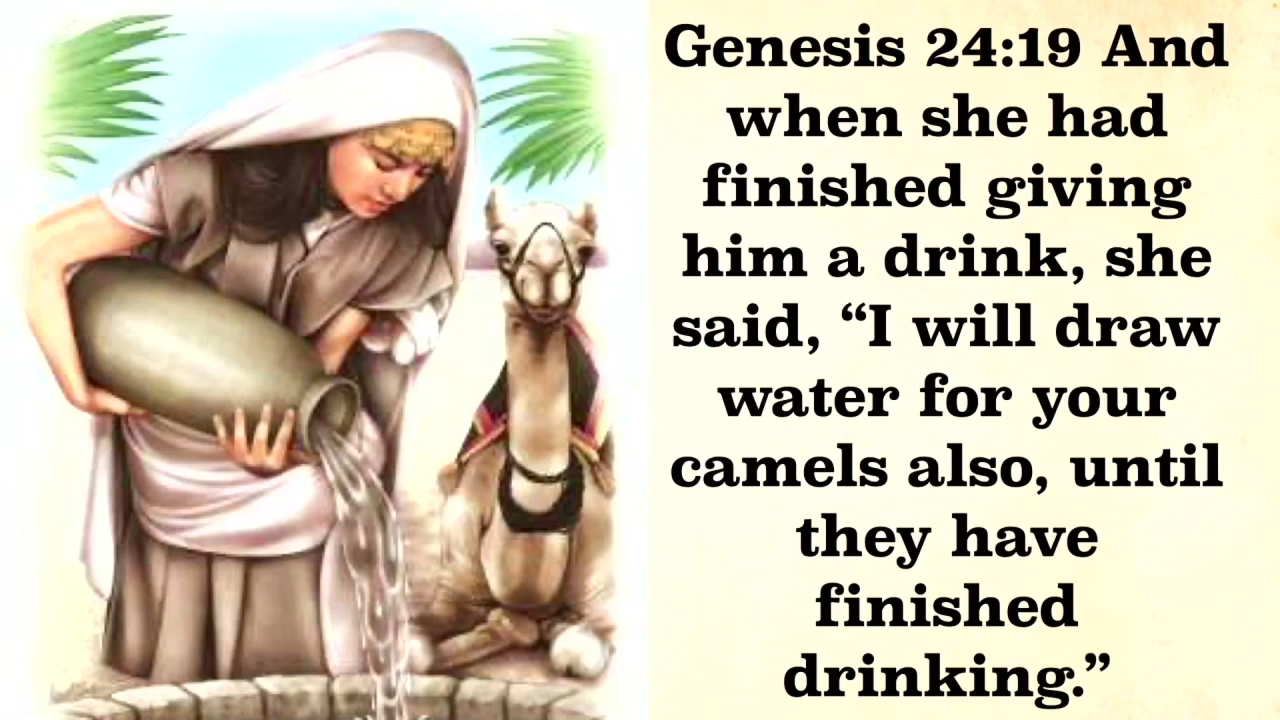 Genesis 24:19 And
when she had
finished giving
him a drink, she
said, “I will draw
water for your
camels also, until
they have
finished
drinking.”